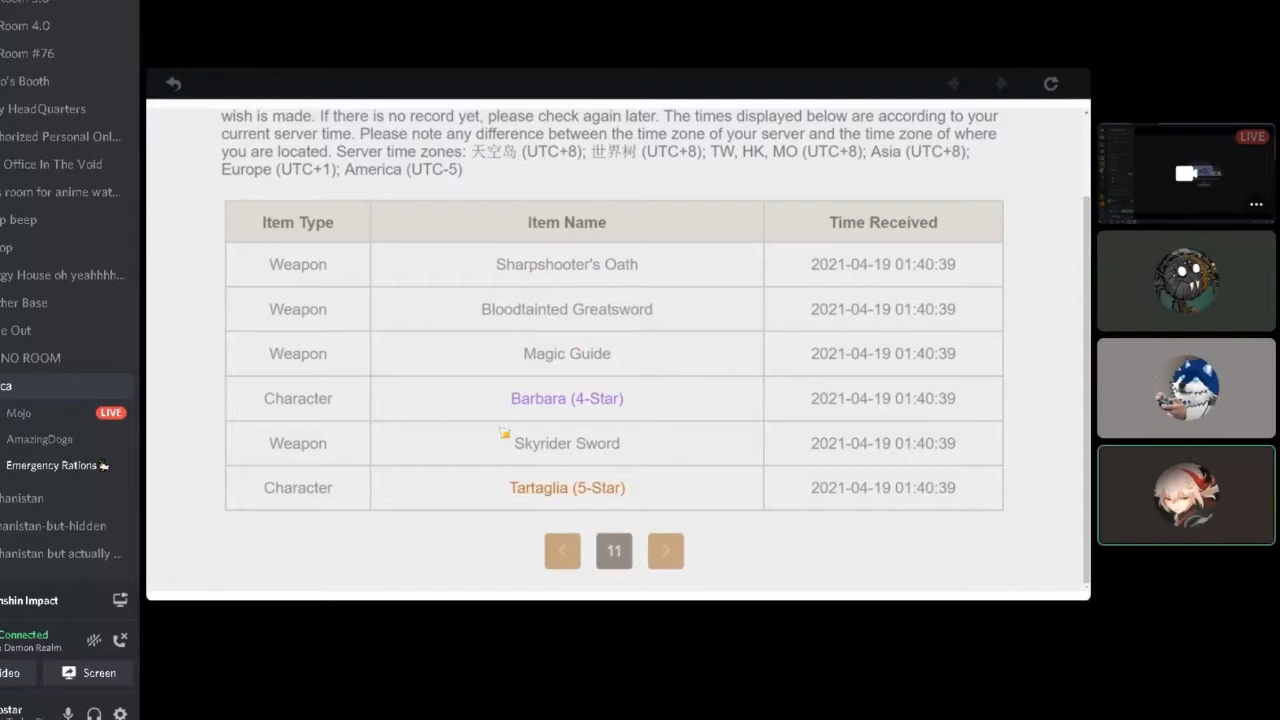 Room 4.0
Room #76
o's Booth
y HeadQuarters
horized Personal Onl...
Office In The Void
s room for anime wat...
p beep
op
gy House oh yeahhhh...
ther Base
e Out
NO ROOM
ca
Mojo LIVE
AmazingDoge
Emergency Rations
hanistan
hanistan-but-hidden
hanistan but actually ...
nshin Impact
Connected
Demon Realm
ideo Screen
ostar
wish is made. If there is no record yet, please check again later. The times displayed below are according to your
current server time. Please note any difference between the time zone of your server and the time zone of where
you are located. Server time zones: 天空岛 (UTC+8); 世界树 (UTC+8); TW, HK, MO (UTC+8); Asia (UTC+8);
Europe (UTC+1); America (UTC-5)
Item Type Item Name Time Received
Weapon Sharpshooter's Oath 2021-04-19 01:40:39
Weapon Bloodtainted Greatsword 2021-04-19 01:40:39
Weapon Magic Guide 2021-04-19 01:40:39
Character Barbara (4-Star) 2021-04-19 01:40:39
Weapon Skyrider Sword 2021-04-19 01:40:39
Character Tartaglia (5-Star) 2021-04-19 01:40:39
< 11 >
LIVE